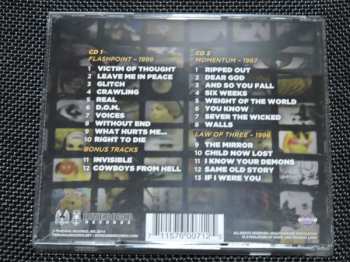 CD 1
FLASHPOINT - 1999
1 VICTIM OF THOUGHT
2 LEAVE ME IN PEACE
3 GLITCH
4 CRAWLING
5 REAL
6 D.O.M.
7 VOICES
8 WITHOUT END
9 WHAT HURTS ME...
10 RIGHT TO DIE
BONUS TRACKS
11 INVISIBLE
12 COWBOYS FROM HELL
CD 2
MOMENTUM - 1997
1 RIPPED OUT
2 DEAR GOD
3 AND SO YOU FALL
4 SIX WEEKS
5 WEIGHT OF THE WORLD
6 YOU KNOW
7 SEVER THE WICKED
8 WALLS
LAW OF THREE - 1996
9 THE MIRROR
10 CHILD NOW LOST
11 I KNOW YOUR DEMONS
12 SAME OLD STORY
13 IF I WERE YOU
RECORDS